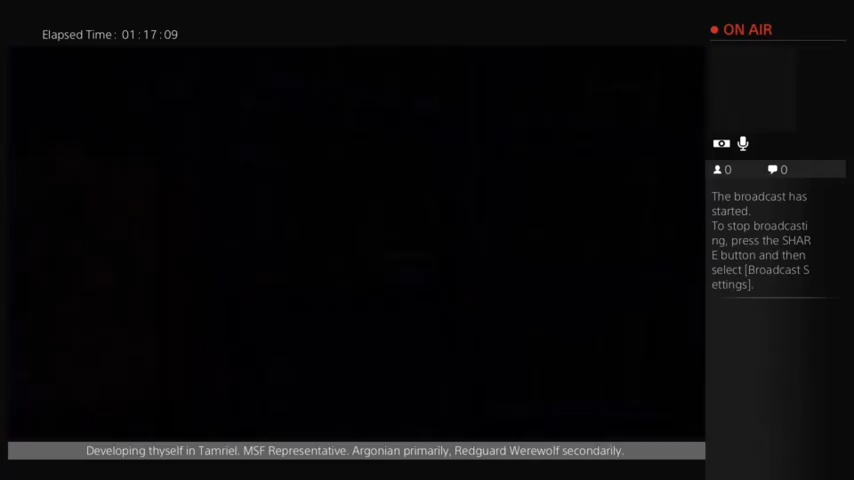 Elapsed Time: 01:17:09
ON AIR
0 0
The broadcast has
started.
To stop broadcasti
ng, press the SHAR
E button and then
select [Broadcast S
ettings].
Developing thyself in Tamriel. MSF Representative. Argonian primarily, Redguard Werewolf secondarily.